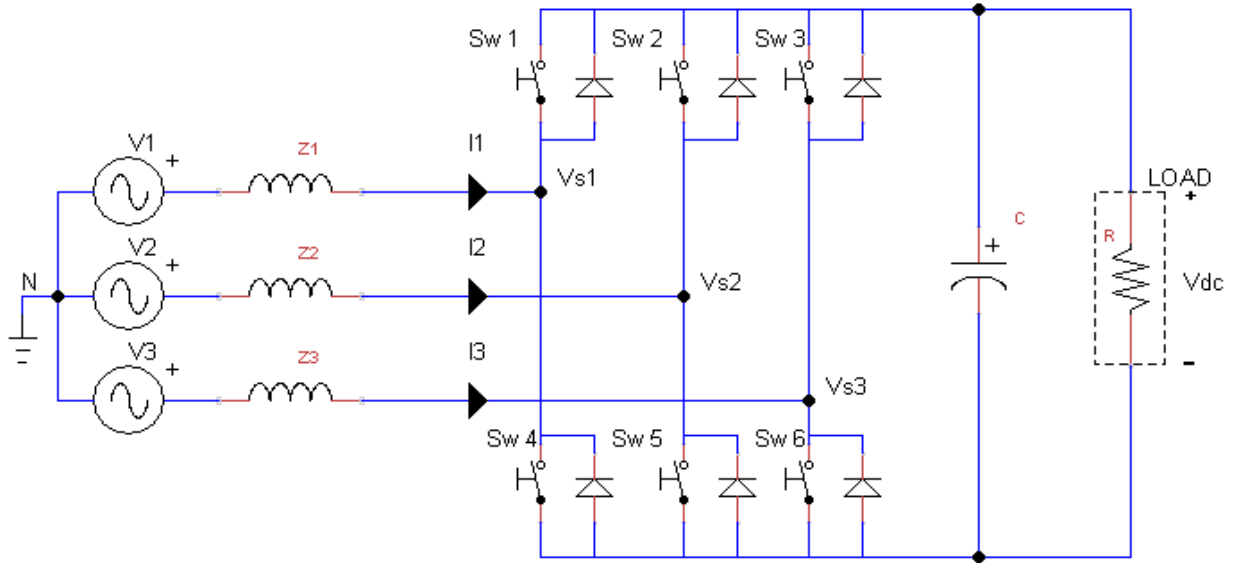 Sw 1
Sw 2
Sw 3
V1
+
Z1
I1
Vs1
LOAD
+
C
R
V2
+
Z2
I2
N
Vs2
+
Vdc
V3
+
Z3
I3
Vs3
-
Sw 4
Sw 5
Sw 6